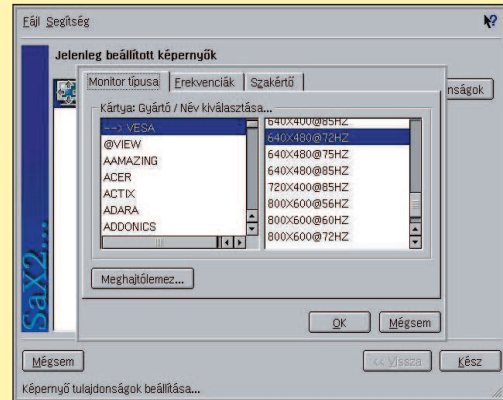 Fájl Segítség
Jelenleg beállított képernyők
Monitor típusa Frekvenciák Szakértő
nságok
Kártya: Gyártó / Név kiválasztása...
--> VESA
@VIEW
AAMAZING
ACER
ACTIX
ADARA
ADDONICS
640X400@85HZ
640X480@72HZ
640X480@75HZ
640X480@85HZ
720X400@85HZ
800X600@56HZ
800X600@60HZ
800X600@72HZ
Meghajtólemez...
OK Mégsem
SaX2...
Mégsem << Vissza Kész
Képernyő tulajdonságok beállítása...